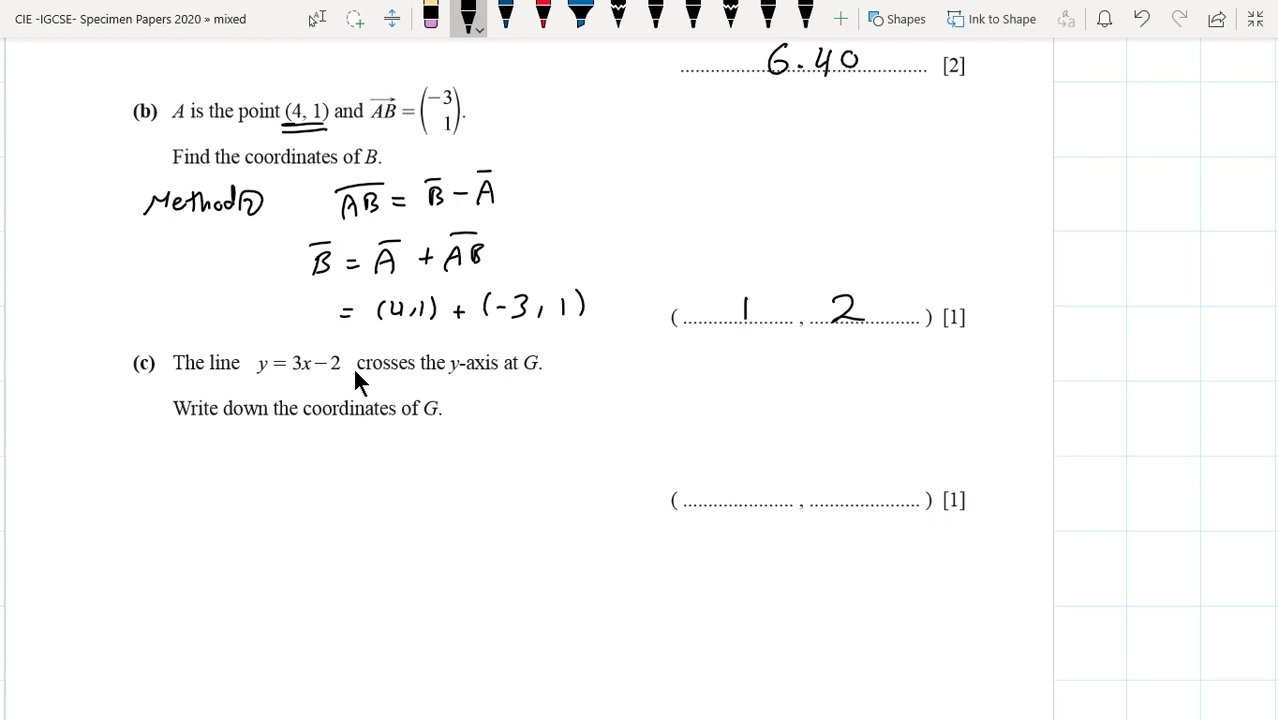 CIE -IGCSE- Specimen Papers 2020 » mixed
Shapes
Ink to Shape
6.40
........................................ [2]
(b) A is the point (4, 1) and AB = (-3 1).
Find the coordinates of B.
Method② AB = B - A
B = A + AB
= (4,1) + (-3, 1)
( 1 , 2 ) [1]
(c) The line y = 3x - 2 crosses the y-axis at G.
Write down the coordinates of G.
( ...................... , ...................... ) [1]